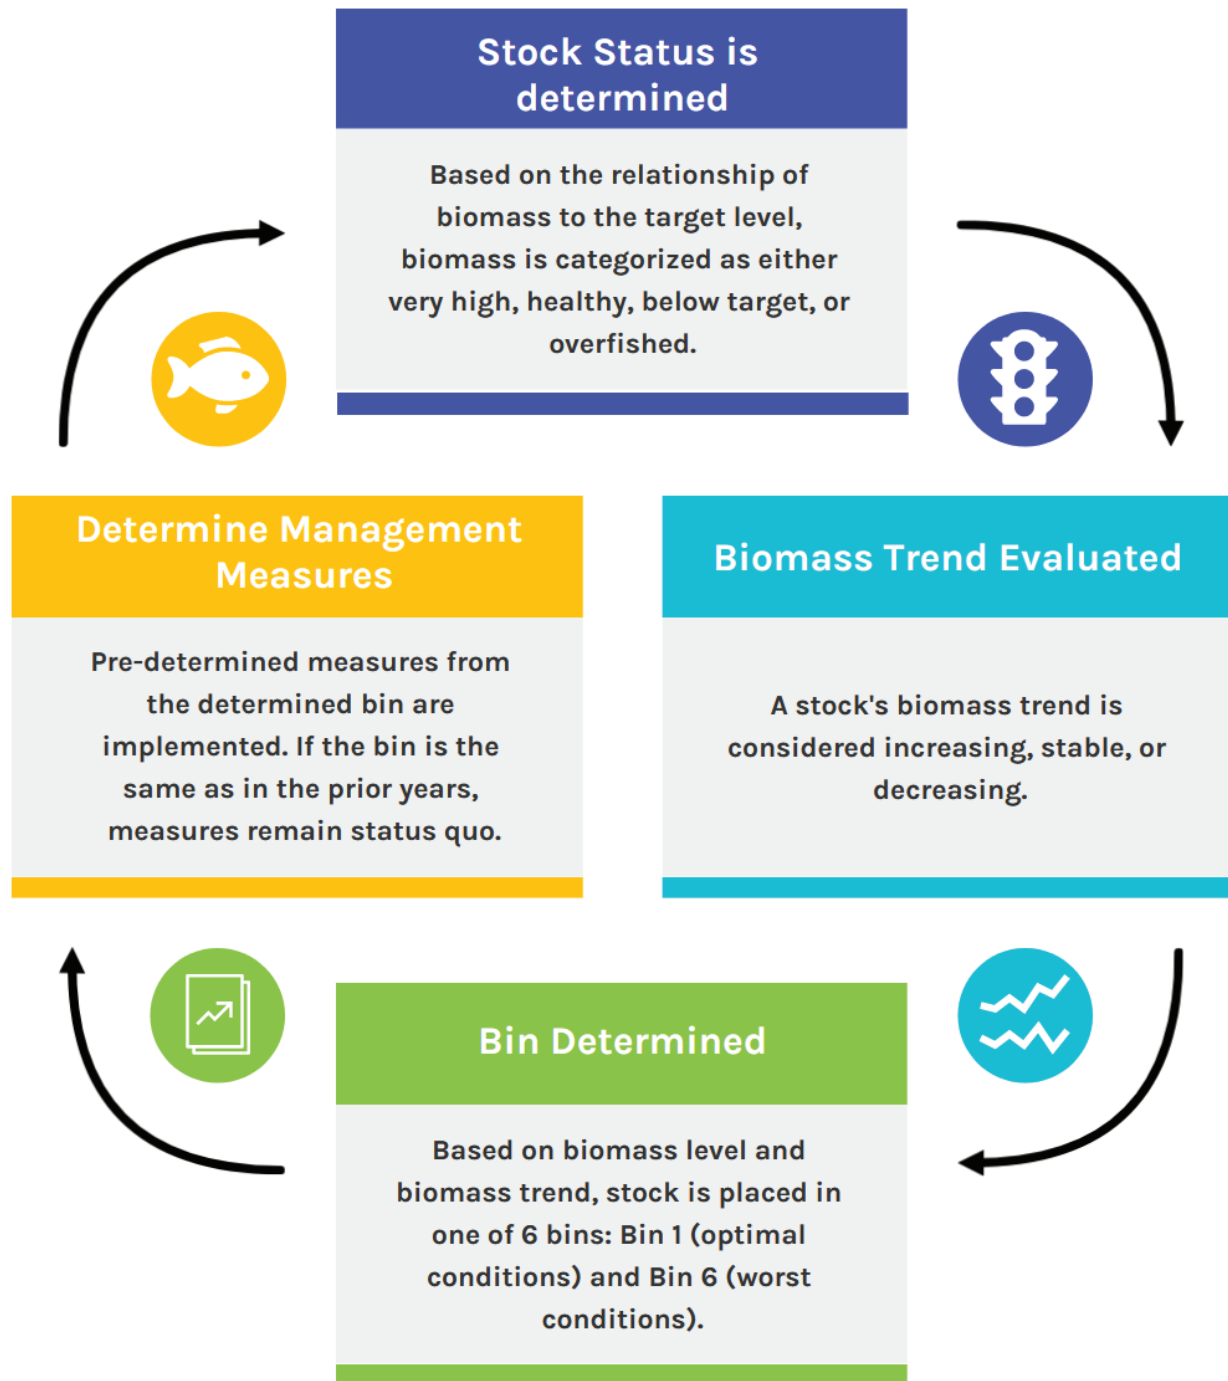 Stock Status is
determined
Based on the relationship of
biomass to the target level,
biomass is categorized as either
very high, healthy, below target, or
overfished.
Determine Management
Measures
Pre-determined measures from
the determined bin are
implemented. If the bin is the
same as in the prior years,
measures remain status quo.
Biomass Trend Evaluated
A stock's biomass trend is
considered increasing, stable, or
decreasing.
Bin Determined
Based on biomass level and
biomass trend, stock is placed in
one of 6 bins: Bin 1 (optimal
conditions) and Bin 6 (worst
conditions).